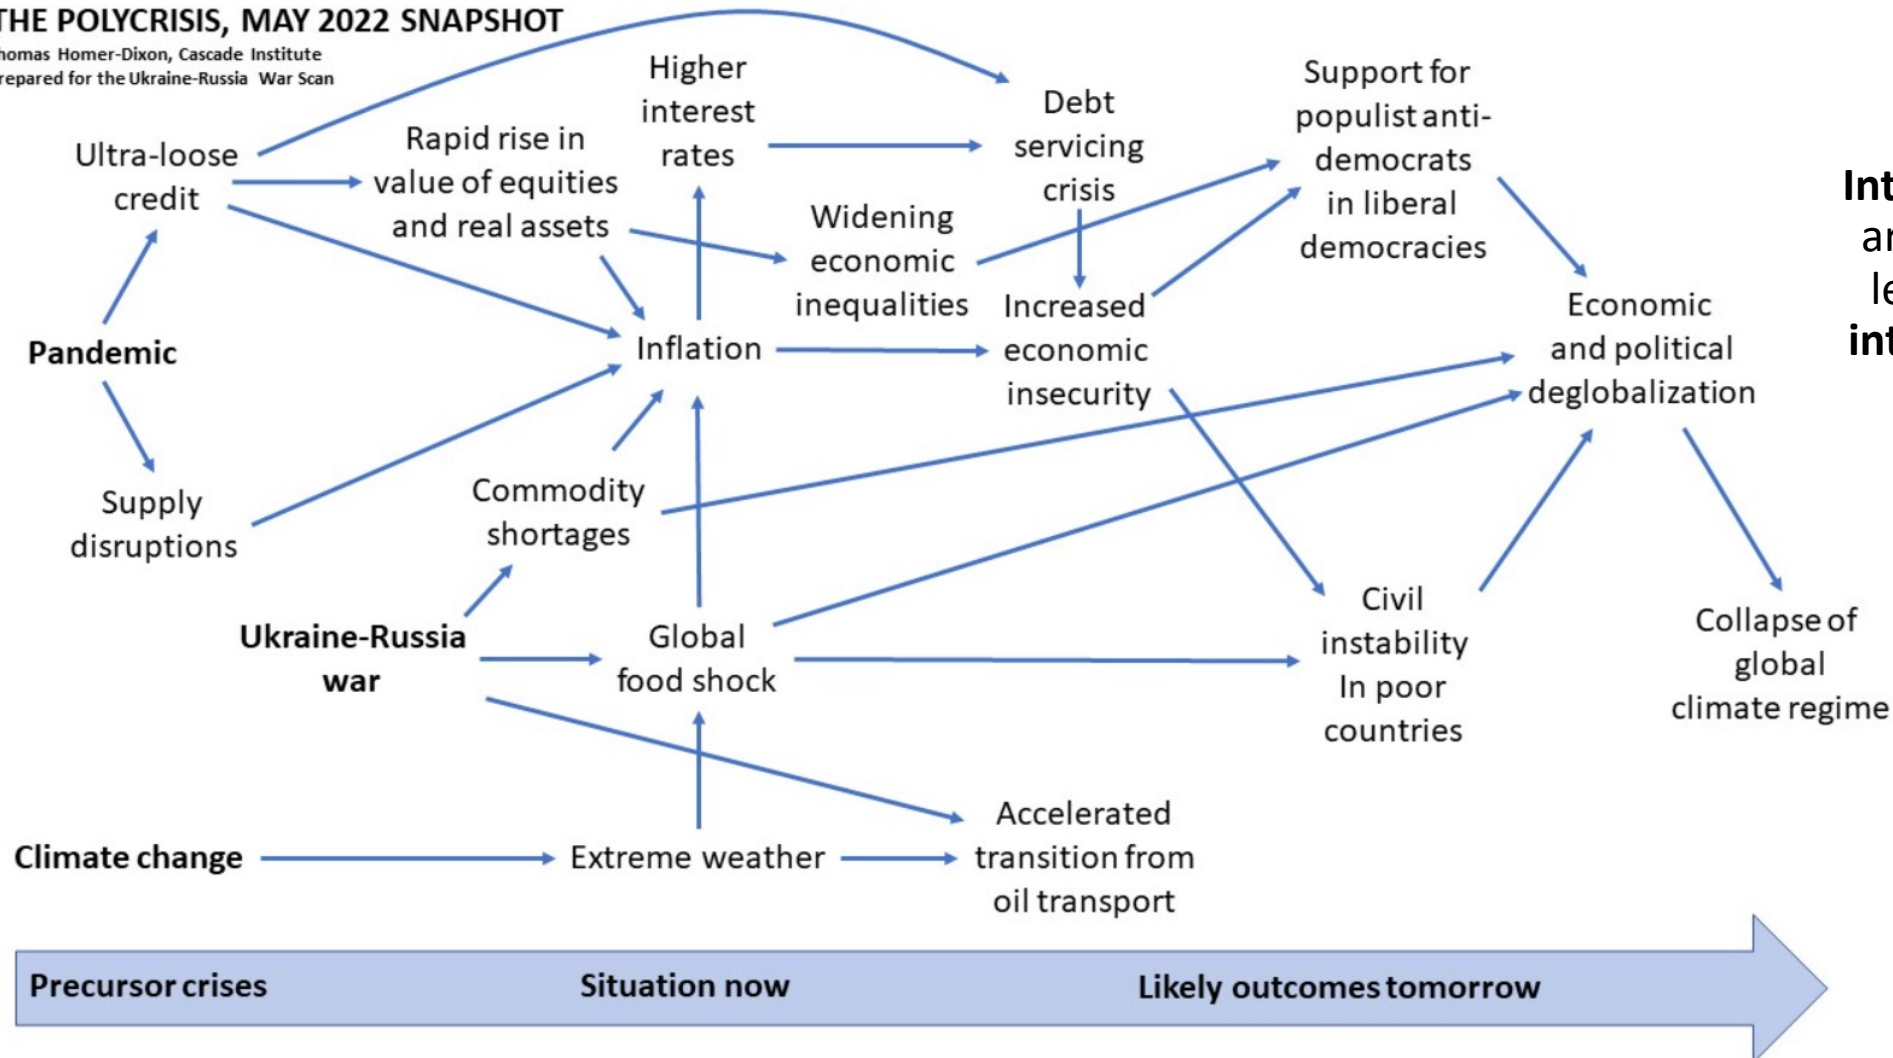 THE POLYCRISIS, MAY 2022 SNAPSHOT
homas Homer-Dixon, Cascade Institute
repared for the Ukraine-Russia War Scan
Ultra-loose
credit
Rapid rise in
value of equities
and real assets
Higher
interest
rates
Debt
servicing
crisis
Support for
populist anti-
democrats
in liberal
democracies
Widening
economic
inequalities
Pandemic
Inflation
Increased
economic
insecurity
Economic
and political
deglobalization
Supply
disruptions
Commodity
shortages
Ukraine-Russia
war
Global
food shock
Civil
instability
In poor
countries
Collapse of
global
climate regime
Climate change
Extreme weather
Accelerated
transition from
oil transport
Precursor crises
Situation now
Likely outcomes tomorrow